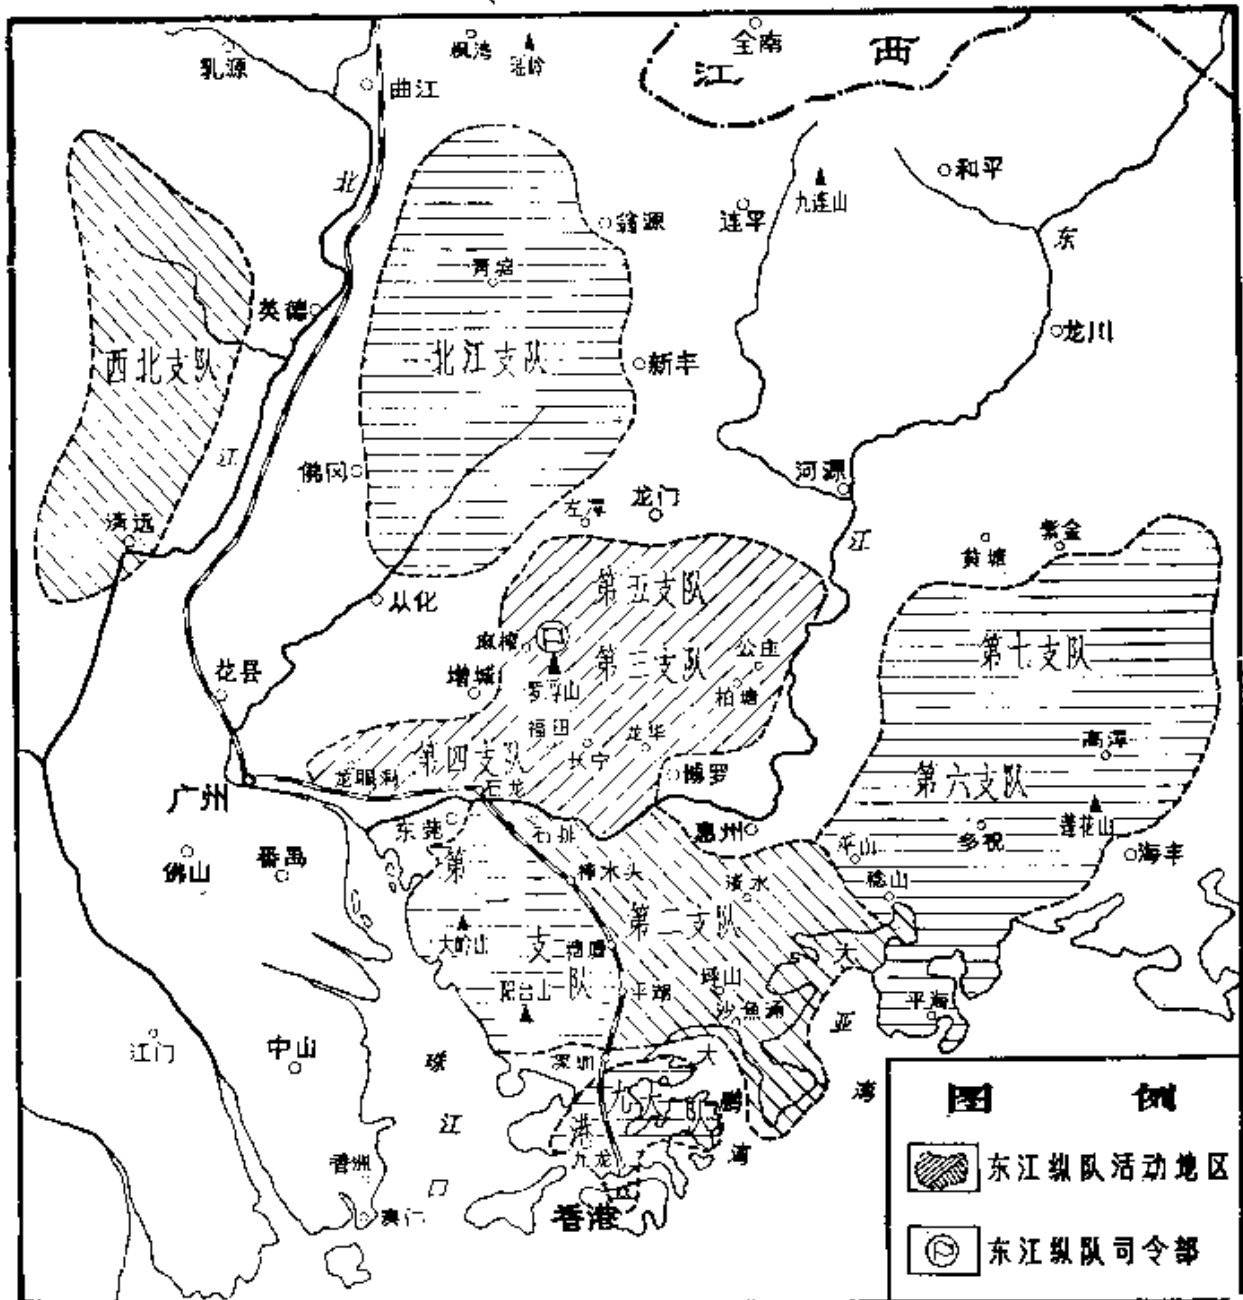 全南
西
江
枫湾
瑶岭
乳源
曲江
北
和平
九连山
连平
翁源
东
青塘
英德
龙川
西北支队
北江支队
新丰
江
佛冈
河源
左潭
龙门
清远
江
紫金
黄塘
从化
第五支队
麻榨
第三支队
公庄
第七支队
增城
罗浮山
柏塘
花县
福田
龙华
高潭
第四支队
长宁
龙眼洞
石龙
博罗
第六支队
广州
东莞
惠州
莲花山
平山
多祝
海丰
佛山
番禺
第一支队
樟木头
淡水
稔山
第二支队
大岭山
塘厦
大亚湾
阳台山
平湖
坪山
沙鱼涌
平海
江门
中山
深圳
珠江口
大鹏湾
港九大队
九龙
香洲
澳门
香港
图例
东江纵队活动地区
东江纵队司令部